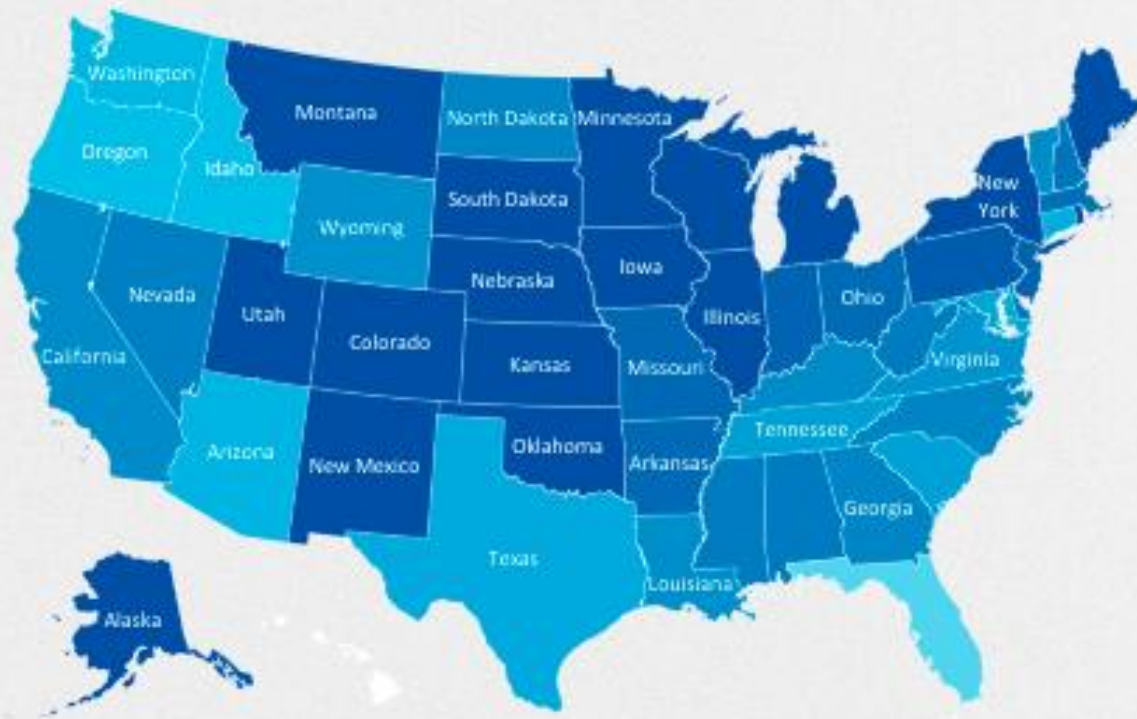 Washington
Montana
North Dakota
Minnesota
Oregon
Idaho
South Dakota
New
York
Wyoming
Nebraska
Iowa
Nevada
Utah
Illinois
Ohio
Colorado
California
Kansas
Missouri
Virginia
Tennessee
Arizona
New Mexico
Oklahoma
Arkansas
Georgia
Texas
Louisiana
Alaska